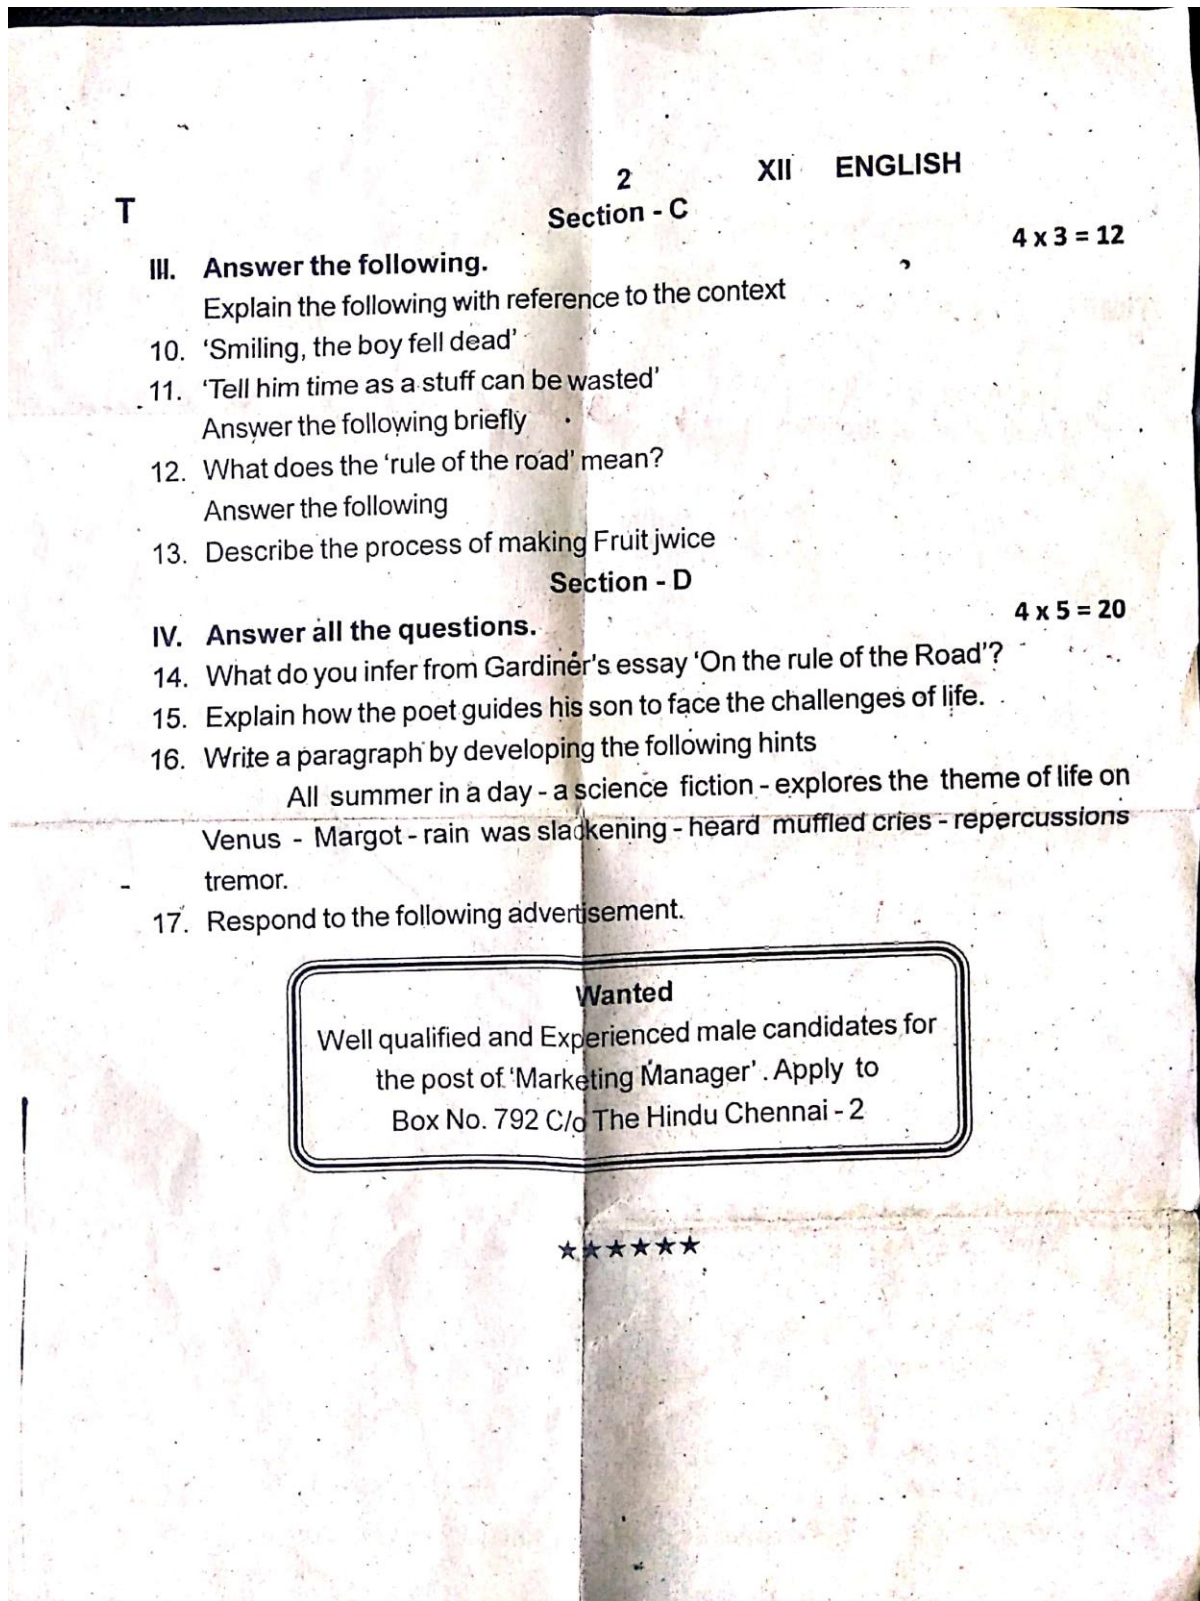 2 XII ENGLISH
T Section - C
4 x 3 = 12
III. Answer the following.
Explain the following with reference to the context
10. 'Smiling, the boy fell dead'
11. 'Tell him time as a stuff can be wasted'
Answer the following briefly
12. What does the 'rule of the road' mean?
Answer the following
13. Describe the process of making Fruit jwice
Section - D
4 x 5 = 20
IV. Answer all the questions.
14. What do you infer from Gardiner's essay 'On the rule of the Road'?
15. Explain how the poet guides his son to face the challenges of life.
16. Write a paragraph by developing the following hints
All summer in a day - a science fiction - explores the theme of life on
Venus - Margot - rain was slackening - heard muffled cries - repercussions
tremor.
17. Respond to the following advertisement.
Wanted
Well qualified and Experienced male candidates for
the post of 'Marketing Manager'. Apply to
Box No. 792 C/o The Hindu Chennai - 2
★★★★★★